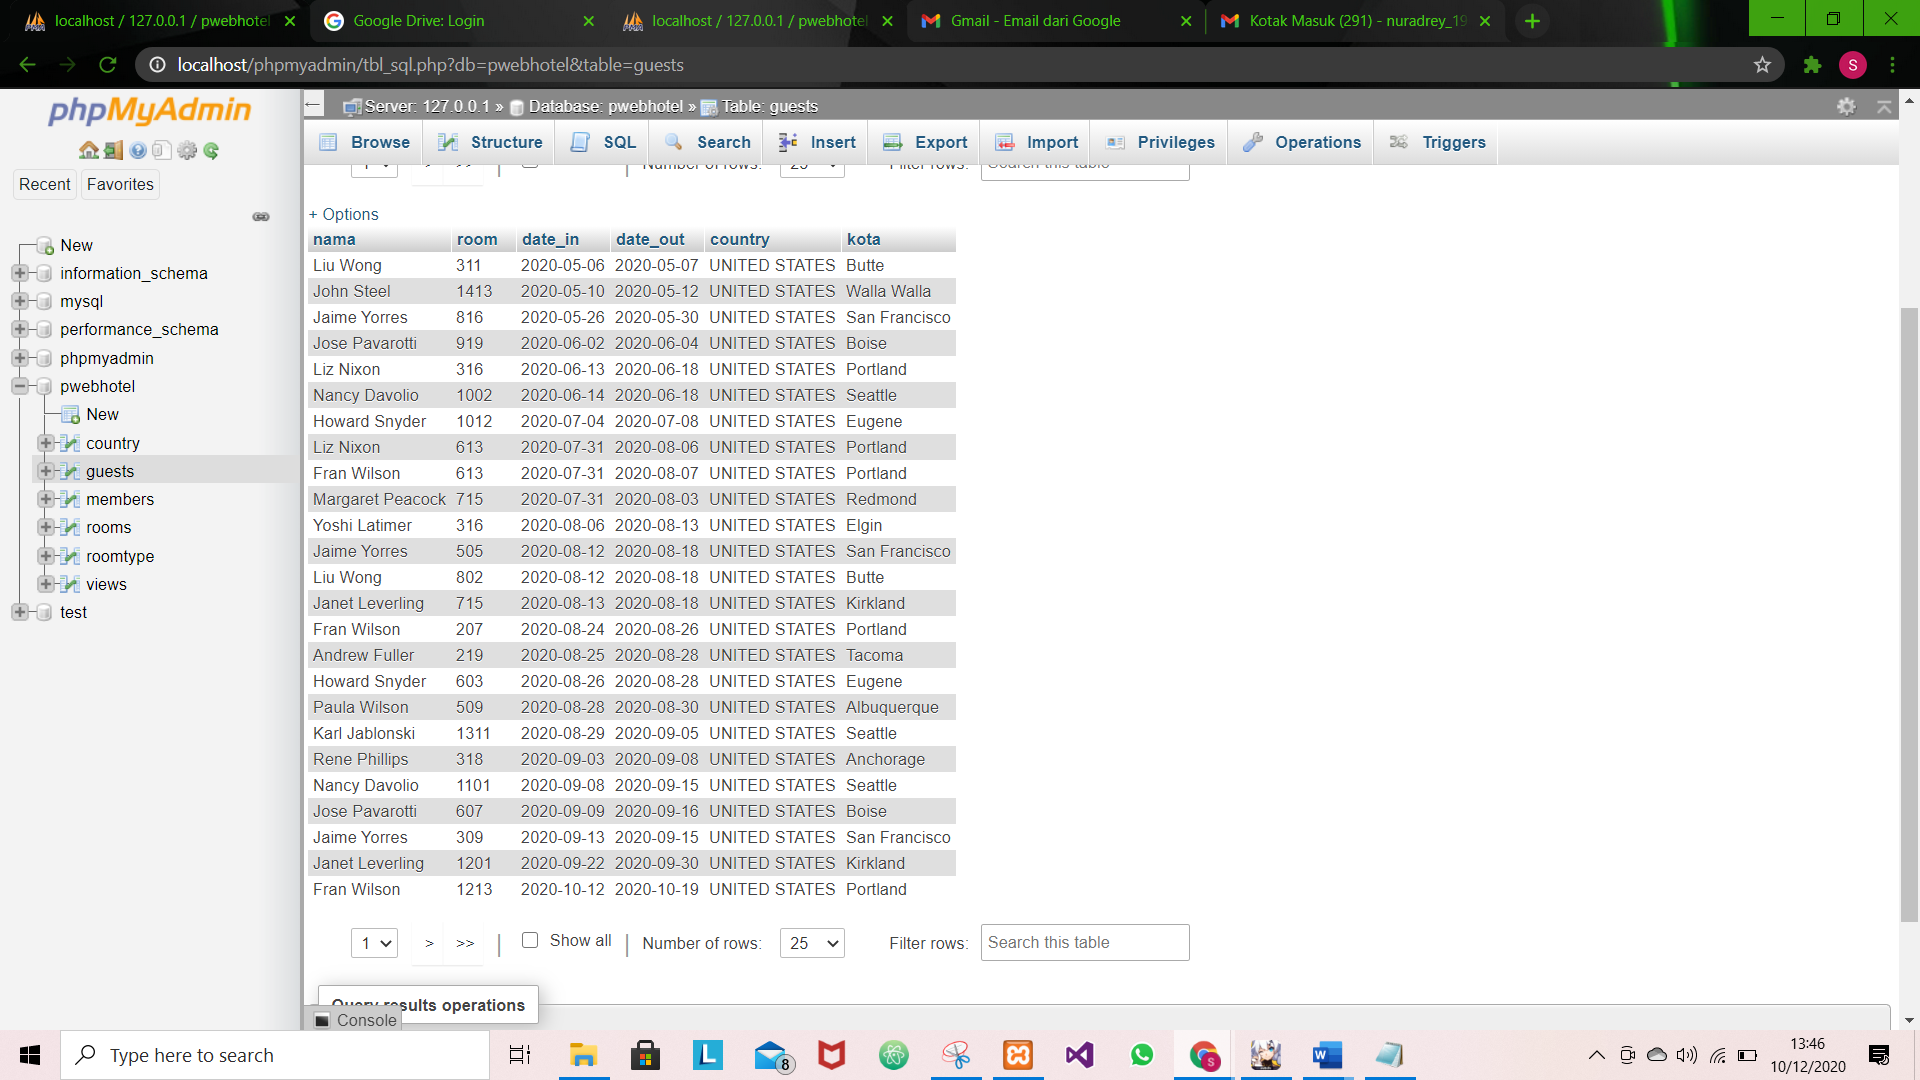 localhost / 127.0.0.1 / pwebhotel
Google Drive: Login
localhost / 127.0.0.1 / pwebhotel
Gmail - Email dari Google
Kotak Masuk (291) - nuradrey_19
localhost/phpmyadmin/tbl_sql.php?db=pwebhotel&table=guests
S
phpMyAdmin
Recent
Favorites
New
information_schema
mysql
performance_schema
phpmyadmin
pwebhotel
New
country
guests
members
rooms
roomtype
views
test
Server: 127.0.0.1 » Database: pwebhotel » Table: guests
Browse Structure SQL Search Insert Export Import Privileges Operations Triggers
1 > >> | | Number of rows: 25 Filter rows: Search this table
+ Options
nama room date_in date_out country kota
Liu Wong 311 2020-05-06 2020-05-07 UNITED STATES Butte
John Steel 1413 2020-05-10 2020-05-12 UNITED STATES Walla Walla
Jaime Yorres 816 2020-05-26 2020-05-30 UNITED STATES San Francisco
Jose Pavarotti 919 2020-06-02 2020-06-04 UNITED STATES Boise
Liz Nixon 316 2020-06-13 2020-06-18 UNITED STATES Portland
Nancy Davolio 1002 2020-06-14 2020-06-18 UNITED STATES Seattle
Howard Snyder 1012 2020-07-04 2020-07-08 UNITED STATES Eugene
Liz Nixon 613 2020-07-31 2020-08-06 UNITED STATES Portland
Fran Wilson 613 2020-07-31 2020-08-07 UNITED STATES Portland
Margaret Peacock 715 2020-07-31 2020-08-03 UNITED STATES Redmond
Yoshi Latimer 316 2020-08-06 2020-08-13 UNITED STATES Elgin
Jaime Yorres 505 2020-08-12 2020-08-18 UNITED STATES San Francisco
Liu Wong 802 2020-08-12 2020-08-18 UNITED STATES Butte
Janet Leverling 715 2020-08-13 2020-08-18 UNITED STATES Kirkland
Fran Wilson 207 2020-08-24 2020-08-26 UNITED STATES Portland
Andrew Fuller 219 2020-08-25 2020-08-28 UNITED STATES Tacoma
Howard Snyder 603 2020-08-26 2020-08-28 UNITED STATES Eugene
Paula Wilson 509 2020-08-28 2020-08-30 UNITED STATES Albuquerque
Karl Jablonski 1311 2020-08-29 2020-09-05 UNITED STATES Seattle
Rene Phillips 318 2020-09-03 2020-09-08 UNITED STATES Anchorage
Nancy Davolio 1101 2020-09-08 2020-09-15 UNITED STATES Seattle
Jose Pavarotti 607 2020-09-09 2020-09-16 UNITED STATES Boise
Jaime Yorres 309 2020-09-13 2020-09-15 UNITED STATES San Francisco
Janet Leverling 1201 2020-09-22 2020-09-30 UNITED STATES Kirkland
Fran Wilson 1213 2020-10-12 2020-10-19 UNITED STATES Portland
1 > >> | Show all | Number of rows: 25 Filter rows: Search this table
Query results operations
Console
Type here to search
8
13:46
10/12/2020